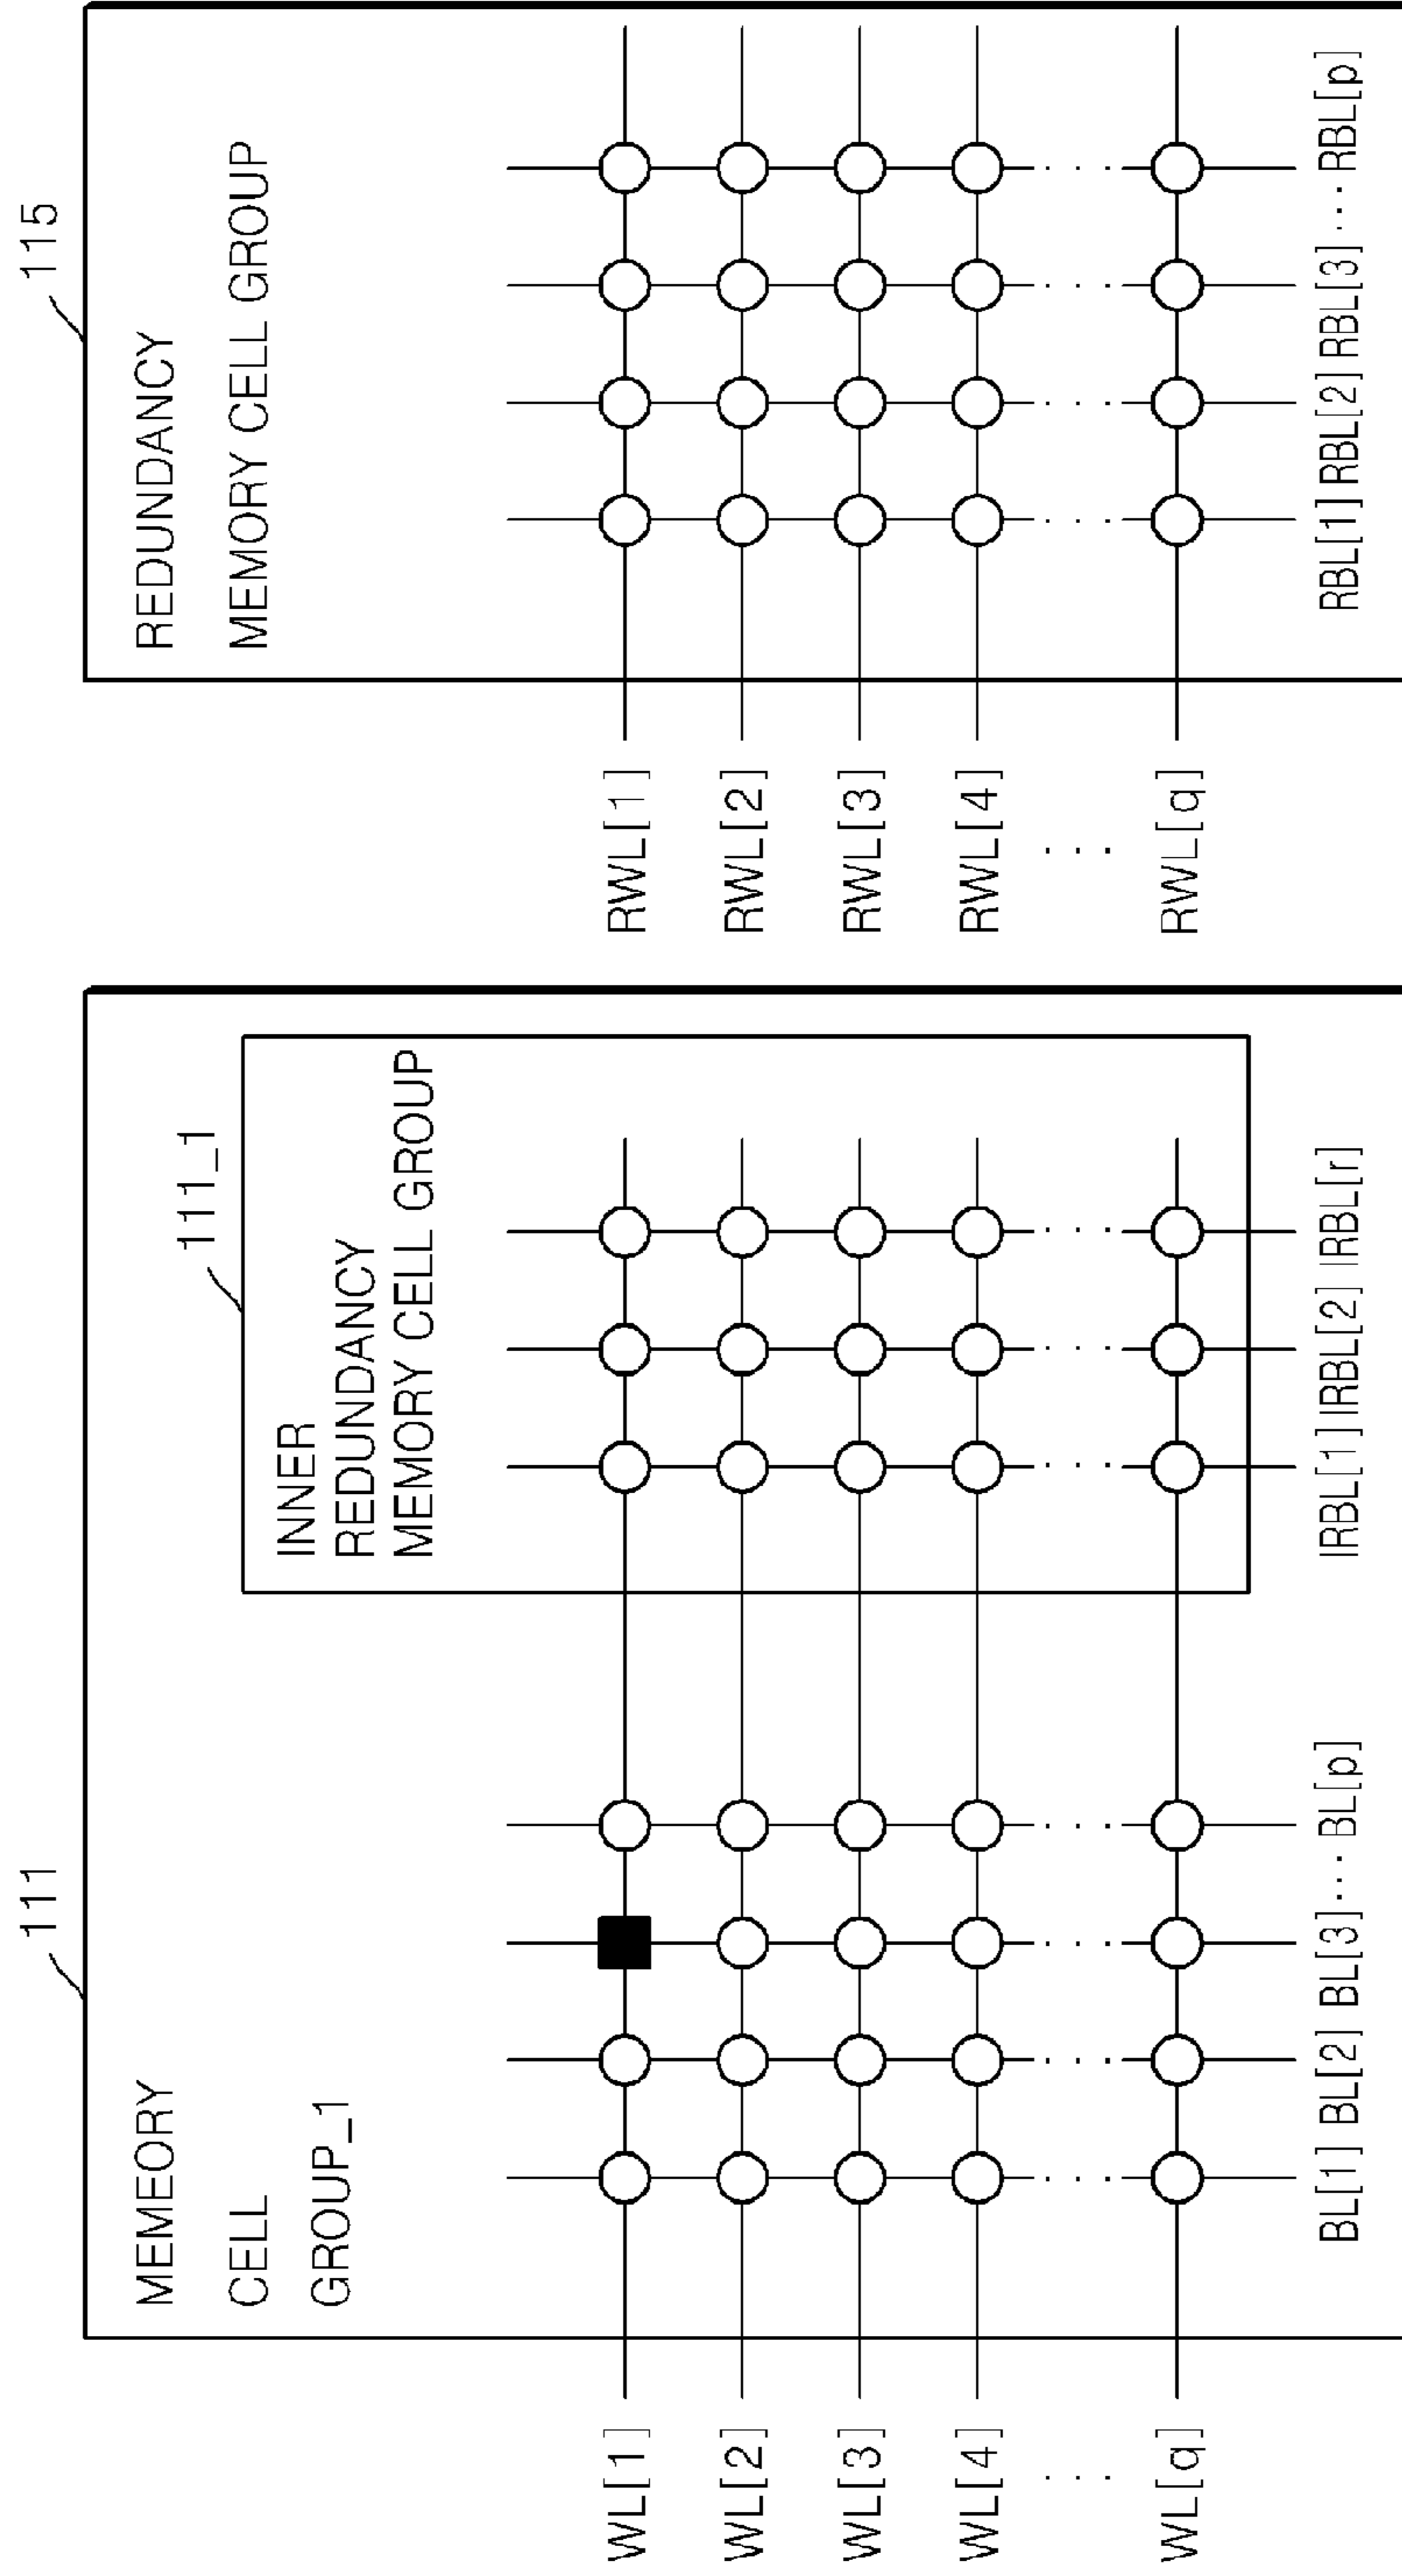 111
MEMEORY
CELL
GROUP_1
111_1
INNER
REDUNDANCY
MEMORY CELL GROUP
WL[1]
WL[2]
WL[3]
WL[4]
...
WL[q]
BL[1] BL[2] BL[3] ... BL[p]
IRBL[1] IRBL[2] IRBL[r]
115
REDUNDANCY
MEMORY CELL GROUP
RWL[1]
RWL[2]
RWL[3]
RWL[4]
...
RWL[q]
RBL[1] RBL[2] RBL[3] ... RBL[p]